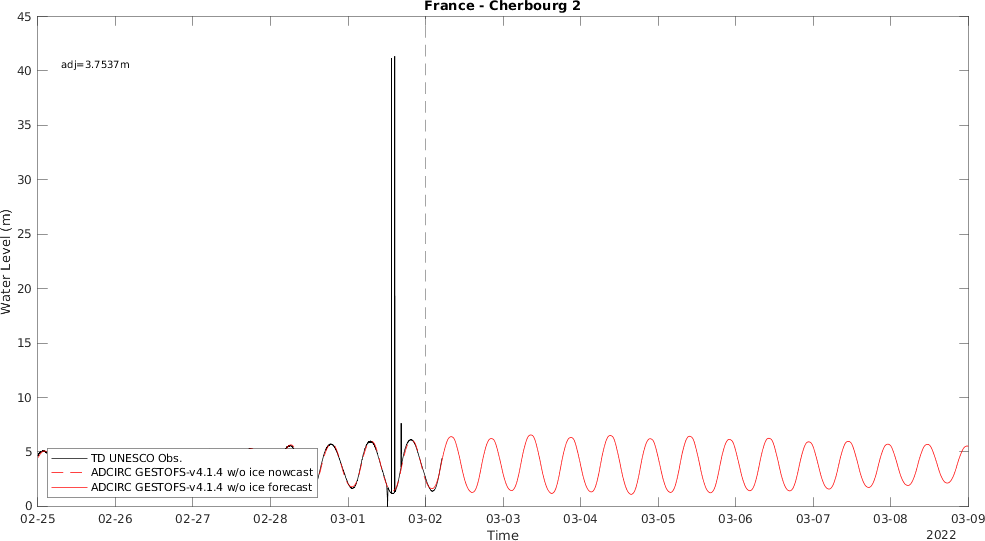 France - Cherbourg 2
45
adj=3.7537m
40
35
30
25
20
15
10
5
0
Water Level (m)
TD UNESCO Obs.
ADCIRC GESTOFS-v4.1.4 w/o ice nowcast
ADCIRC GESTOFS-v4.1.4 w/o ice forecast
02-25 02-26 02-27 02-28 03-01 03-02 03-03 03-04 03-05 03-06 03-07 03-08 03-09
Time
2022